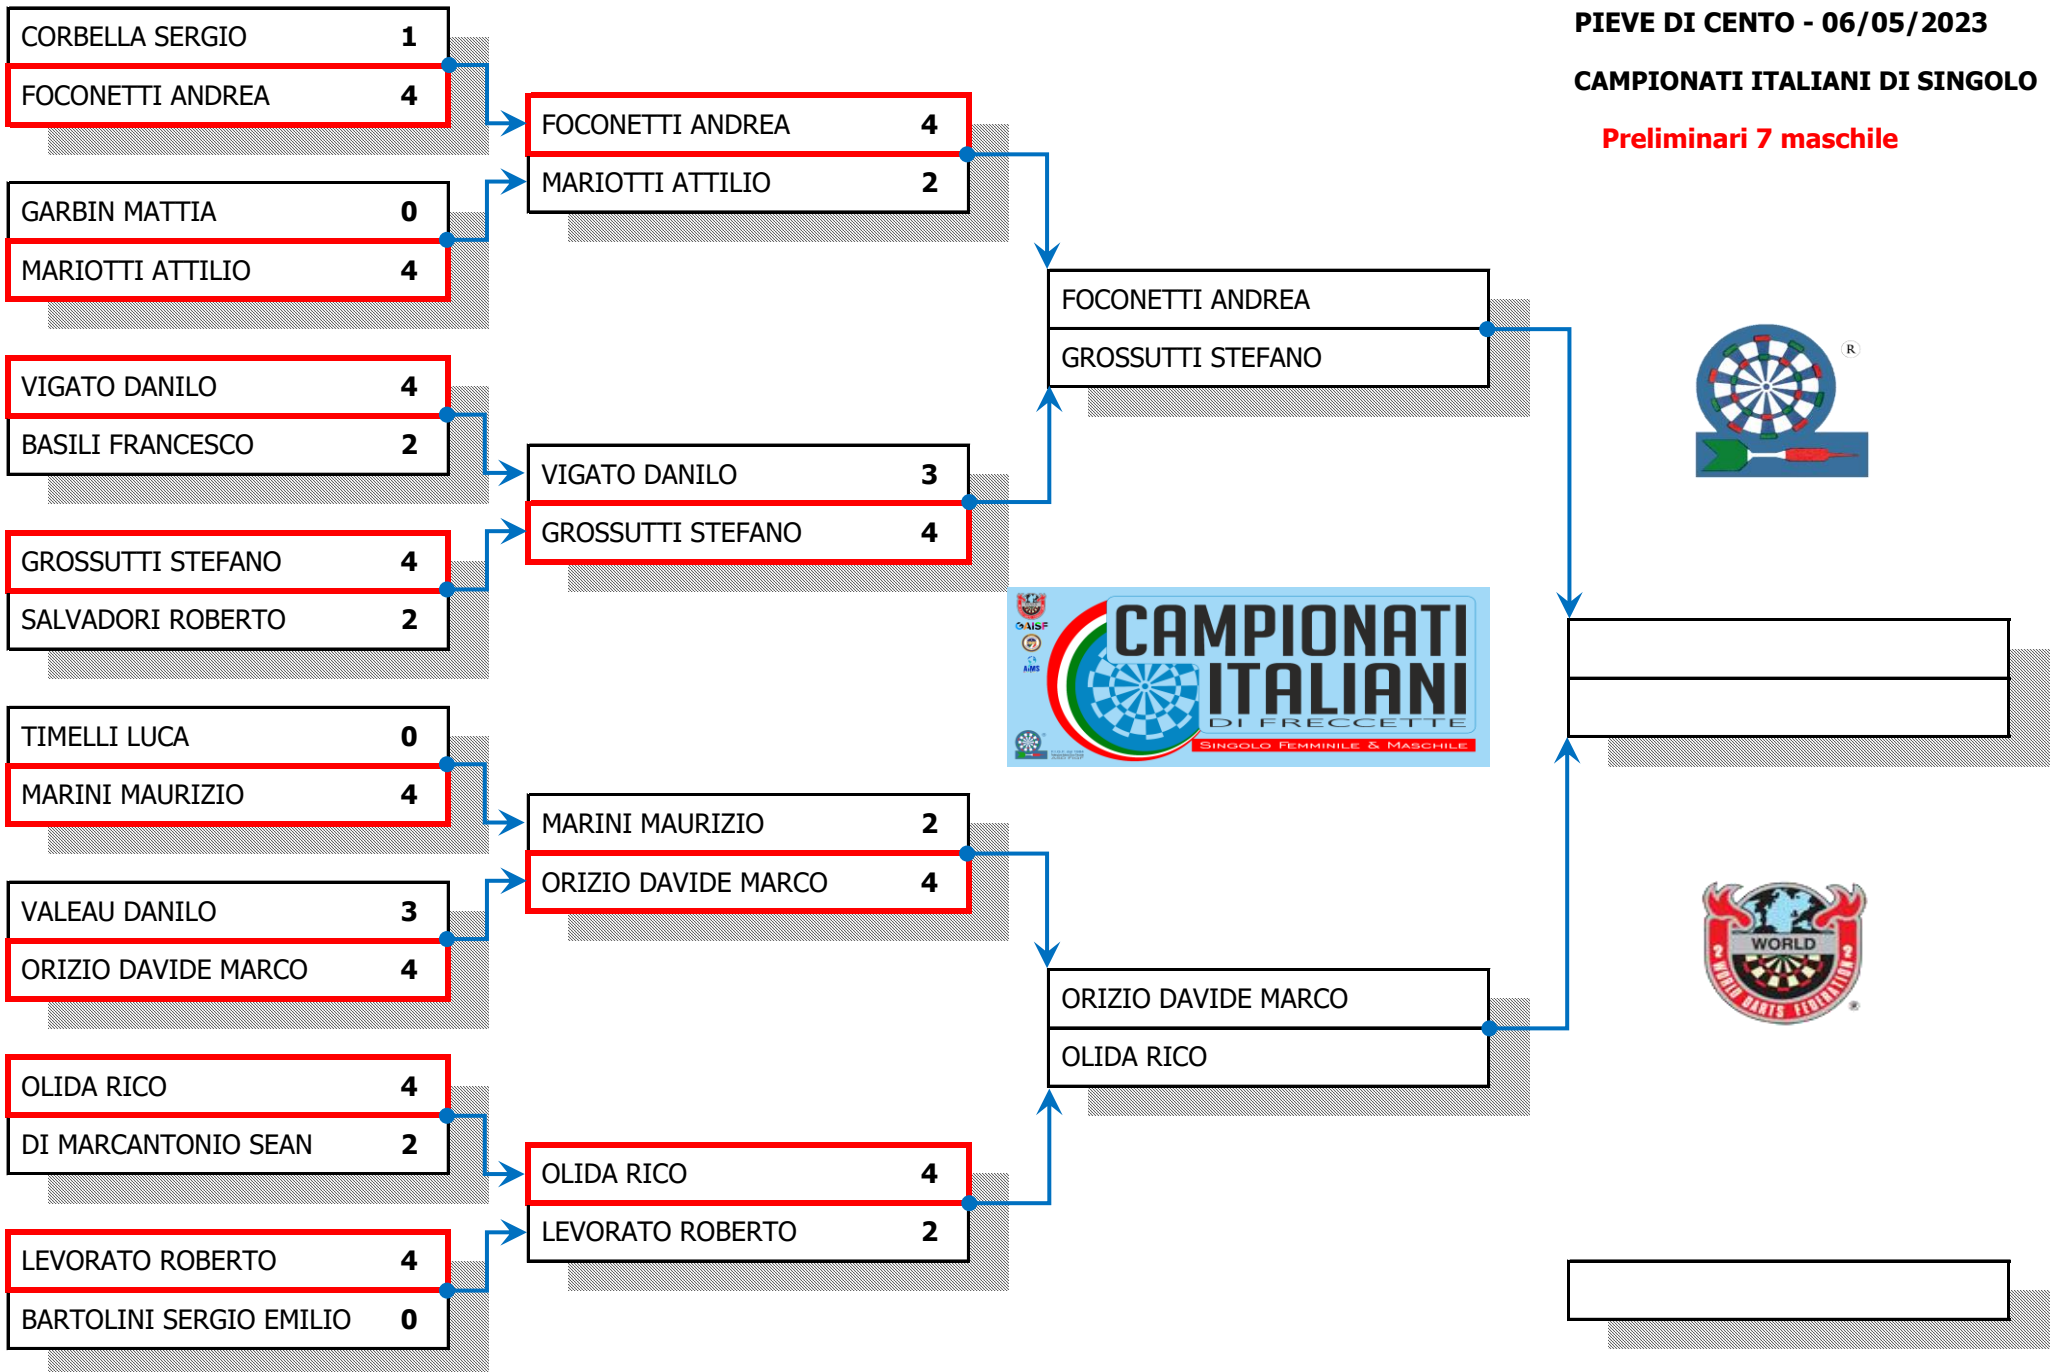 PIEVE DI CENTO - 06/05/2023
CAMPIONATI ITALIANI DI SINGOLO
Preliminari 7 maschile
CORBELLA SERGIO 1
FOCONETTI ANDREA 4
GARBIN MATTIA 0
MARIOTTI ATTILIO 4
VIGATO DANILO 4
BASILI FRANCESCO 2
GROSSUTTI STEFANO 4
SALVADORI ROBERTO 2
TIMELLI LUCA 0
MARINI MAURIZIO 4
VALEAU DANILO 3
ORIZIO DAVIDE MARCO 4
OLIDA RICO 4
DI MARCANTONIO SEAN 2
LEVORATO ROBERTO 4
BARTOLINI SERGIO EMILIO 0
FOCONETTI ANDREA 4
MARIOTTI ATTILIO 2
VIGATO DANILO 3
GROSSUTTI STEFANO 4
MARINI MAURIZIO 2
ORIZIO DAVIDE MARCO 4
OLIDA RICO 4
LEVORATO ROBERTO 2
FOCONETTI ANDREA
GROSSUTTI STEFANO
ORIZIO DAVIDE MARCO
OLIDA RICO
GAISF
AIMS
CAMPIONATI
ITALIANI
DI FRECCETTE
SINGOLO FEMMINILE & MASCHILE
®
WORLD
WORLD DARTS FEDERATION
®